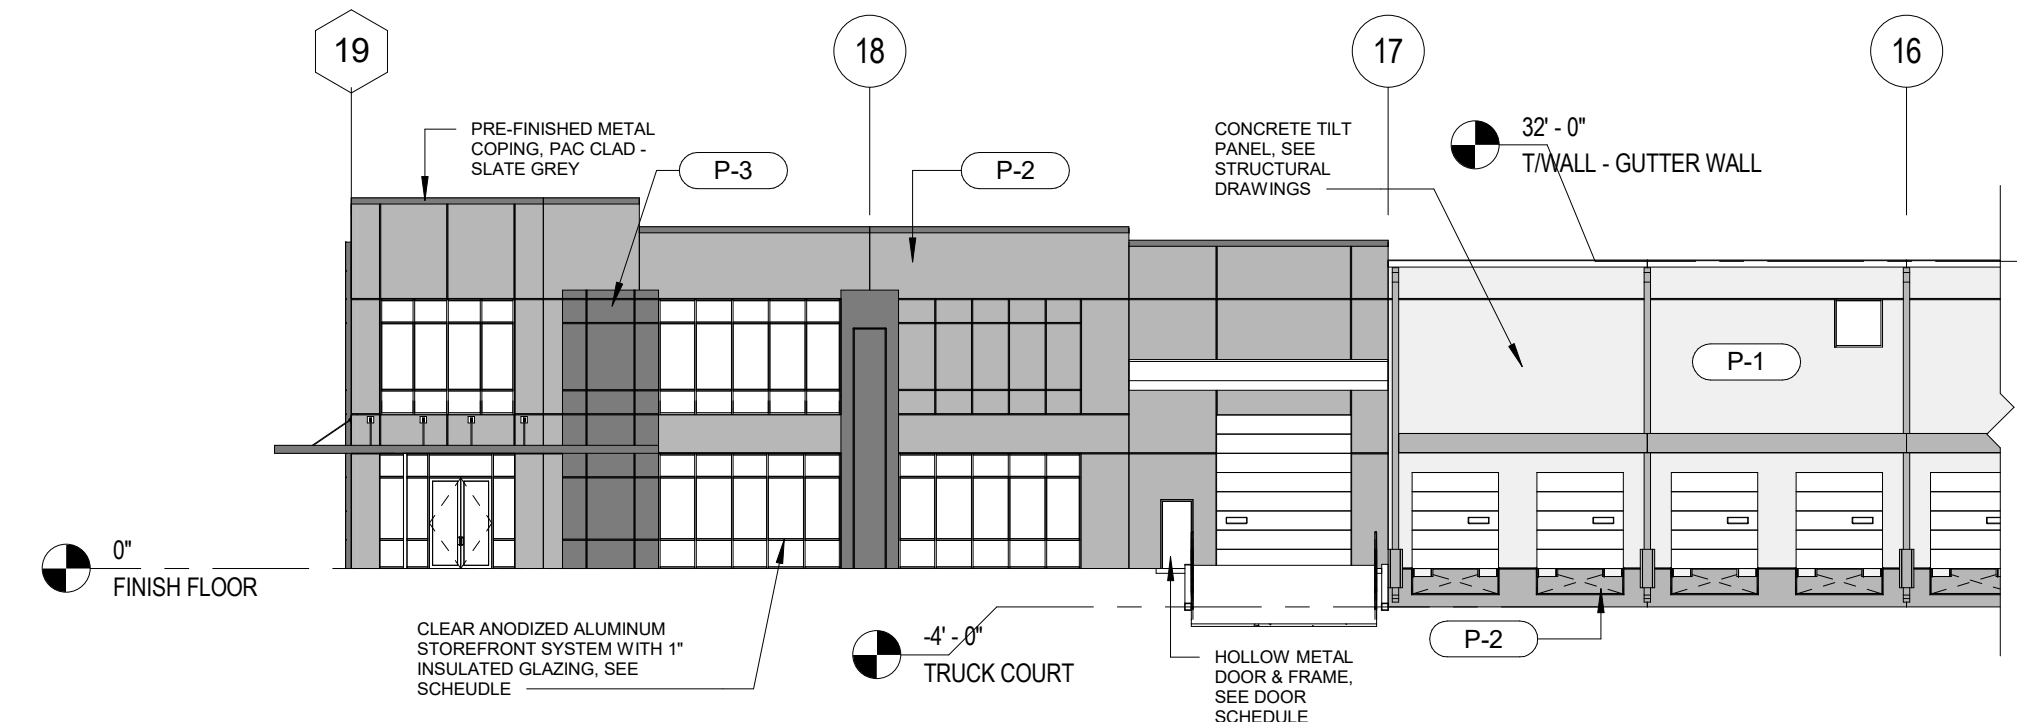 19
18
17
16
PRE-FINISHED METAL
COPING, PAC CLAD -
SLATE GREY
P-3
P-2
CONCRETE TILT
PANEL, SEE
STRUCTURAL
DRAWINGS
32' - 0"
T/WALL - GUTTER WALL
P-1
0"
FINISH FLOOR
CLEAR ANODIZED ALUMINUM
STOREFRONT SYSTEM WITH 1"
INSULATED GLAZING, SEE
SCHEUDLE
-4' - 0"
TRUCK COURT
HOLLOW METAL
DOOR & FRAME,
SEE DOOR
SCHEDULE
P-2